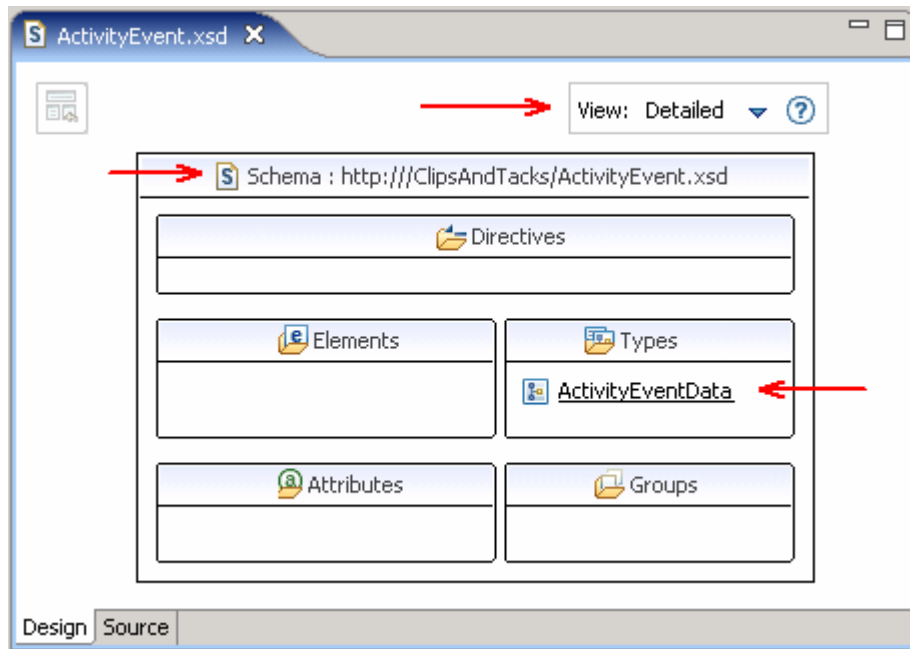 ActivityEvent.xsd
View: Detailed
Schema : http:///ClipsAndTacks/ActivityEvent.xsd
Directives
Elements
Types
ActivityEventData
Attributes
Groups
Design Source